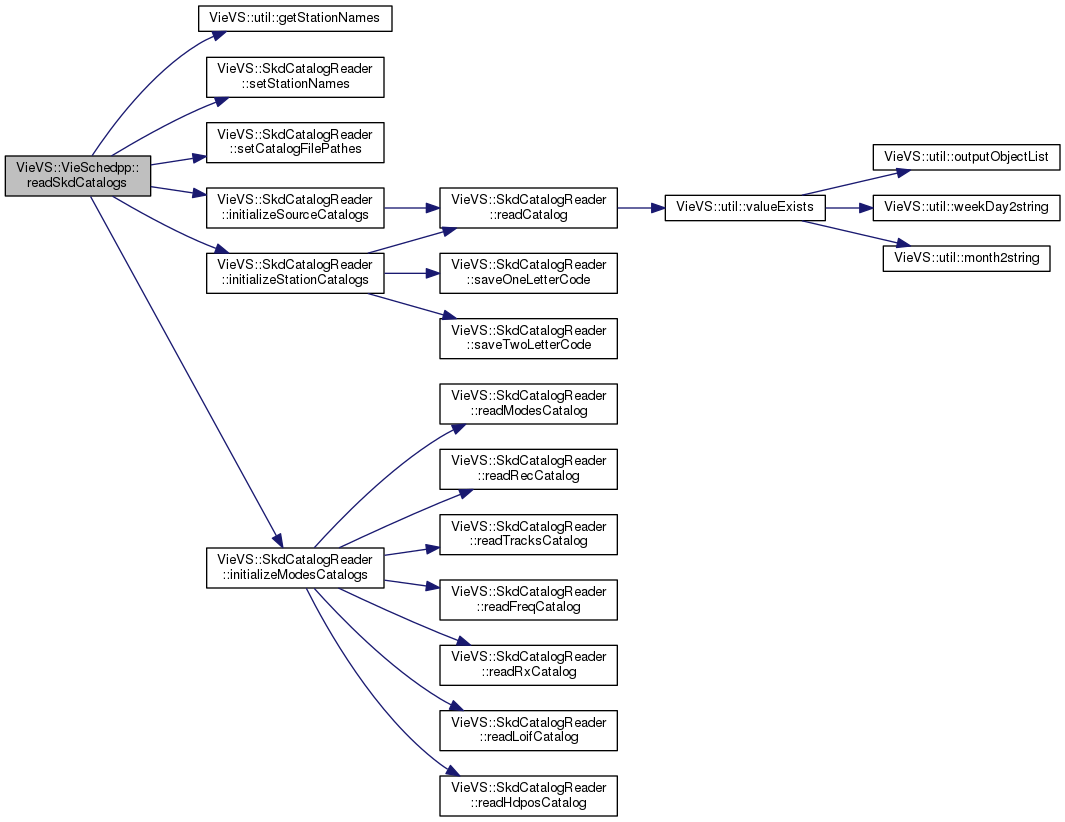 VieVS::util::getStationNames
VieVS::SkdCatalogReader
::setStationNames
VieVS::SkdCatalogReader
::setCatalogFilePathes
VieVS::VieSchedpp::
readSkdCatalogs
VieVS::SkdCatalogReader
::initializeSourceCatalogs
VieVS::SkdCatalogReader
::initializeStationCatalogs
VieVS::SkdCatalogReader
::initializeModesCatalogs
VieVS::SkdCatalogReader
::readCatalog
VieVS::SkdCatalogReader
::saveOneLetterCode
VieVS::SkdCatalogReader
::saveTwoLetterCode
VieVS::SkdCatalogReader
::readModesCatalog
VieVS::SkdCatalogReader
::readRecCatalog
VieVS::SkdCatalogReader
::readTracksCatalog
VieVS::SkdCatalogReader
::readFreqCatalog
VieVS::SkdCatalogReader
::readRxCatalog
VieVS::SkdCatalogReader
::readLoifCatalog
VieVS::SkdCatalogReader
::readHdposCatalog
VieVS::util::valueExists
VieVS::util::outputObjectList
VieVS::util::weekDay2string
VieVS::util::month2string